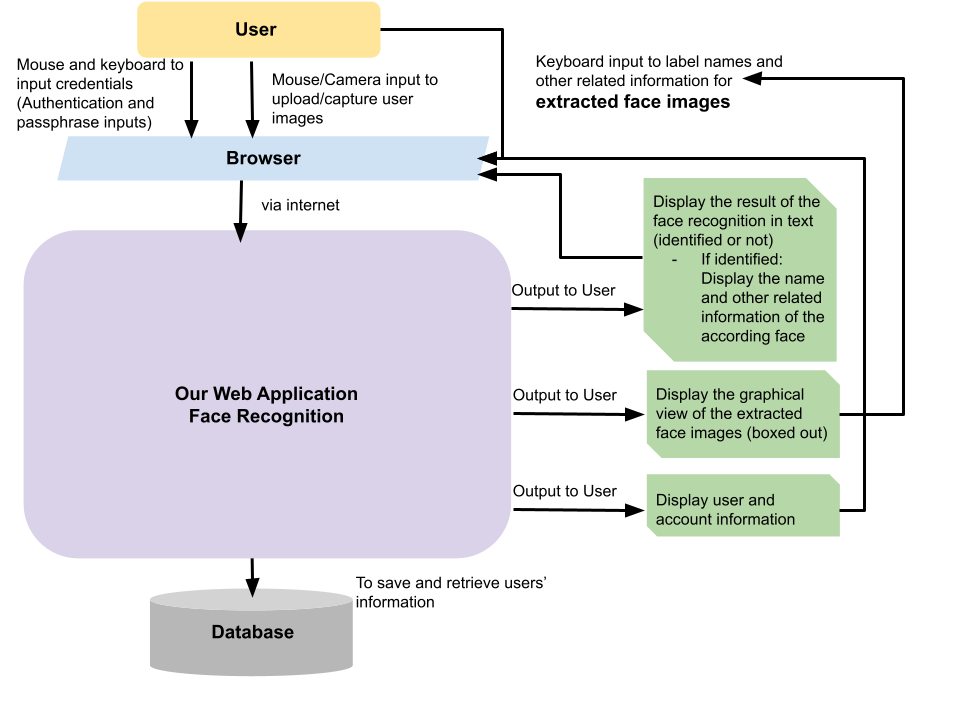 User
Mouse and keyboard to
input credentials
(Authentication and
passphrase inputs)
Mouse/Camera input to
upload/capture user
images
Keyboard input to label names and
other related information for
extracted face images
Browser
via internet
Display the result of the
face recognition in text
(identified or not)
- If identified:
Display the name
and other related
information of the
according face
Output to User
Our Web Application
Face Recognition
Output to User
Display the graphical
view of the extracted
face images (boxed out)
Output to User
Display user and
account information
To save and retrieve users’
information
Database